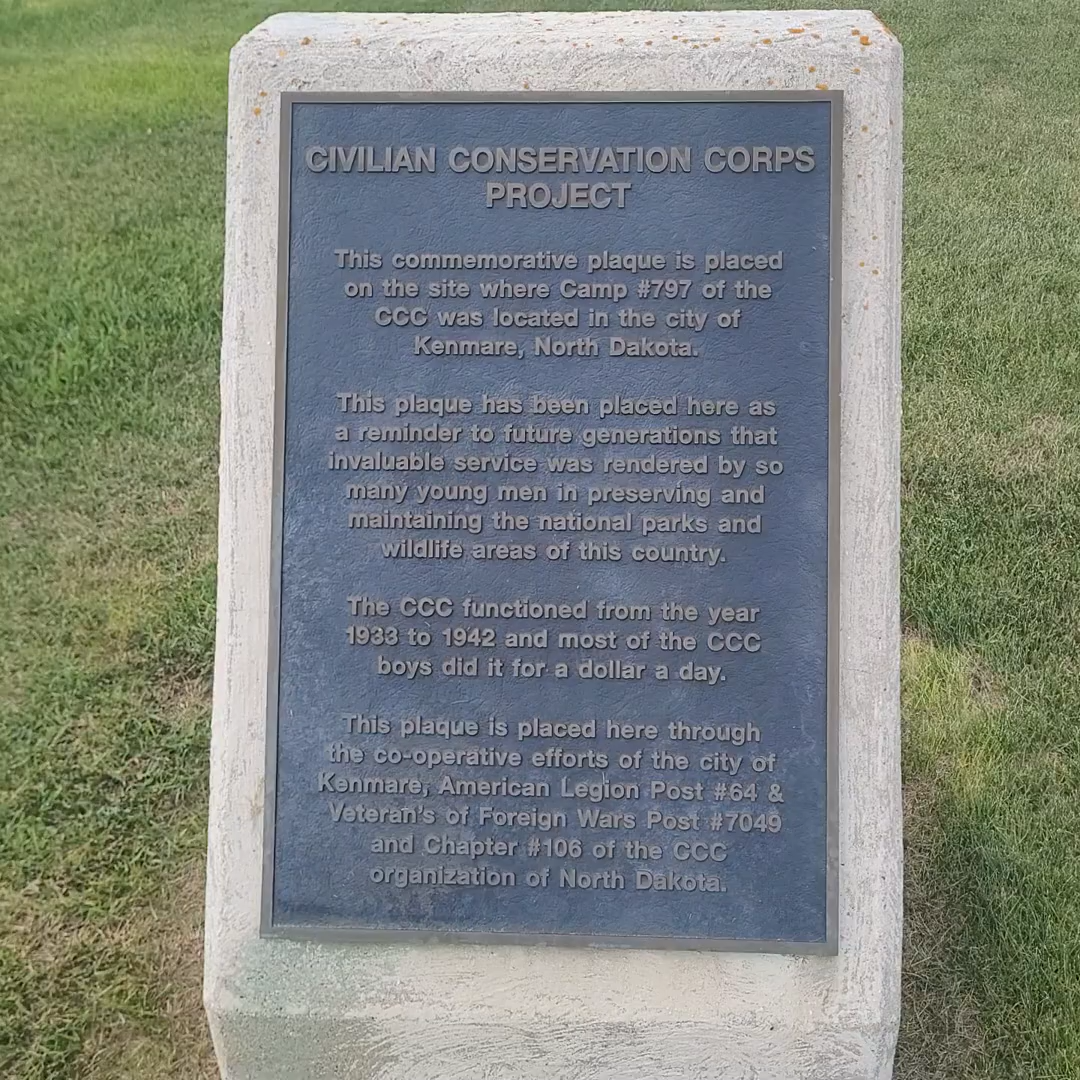 CIVILIAN CONSERVATION CORPS
PROJECT
This commemorative plaque is placed
on the site where Camp #797 of the
CCC was located in the city of
Kenmare, North Dakota.
This plaque has been placed here as
a reminder to future generations that
invaluable service was rendered by so
many young men in preserving and
maintaining the national parks and
wildlife areas of this country.
The CCC functioned from the year
1933 to 1942 and most of the CCC
boys did it for a dollar a day.
This plaque is placed here through
the co-operative efforts of the city of
Kenmare, American Legion Post #64 &
Veteran's of Foreign Wars Post #7049
and Chapter #106 of the CCC
organization of North Dakota.